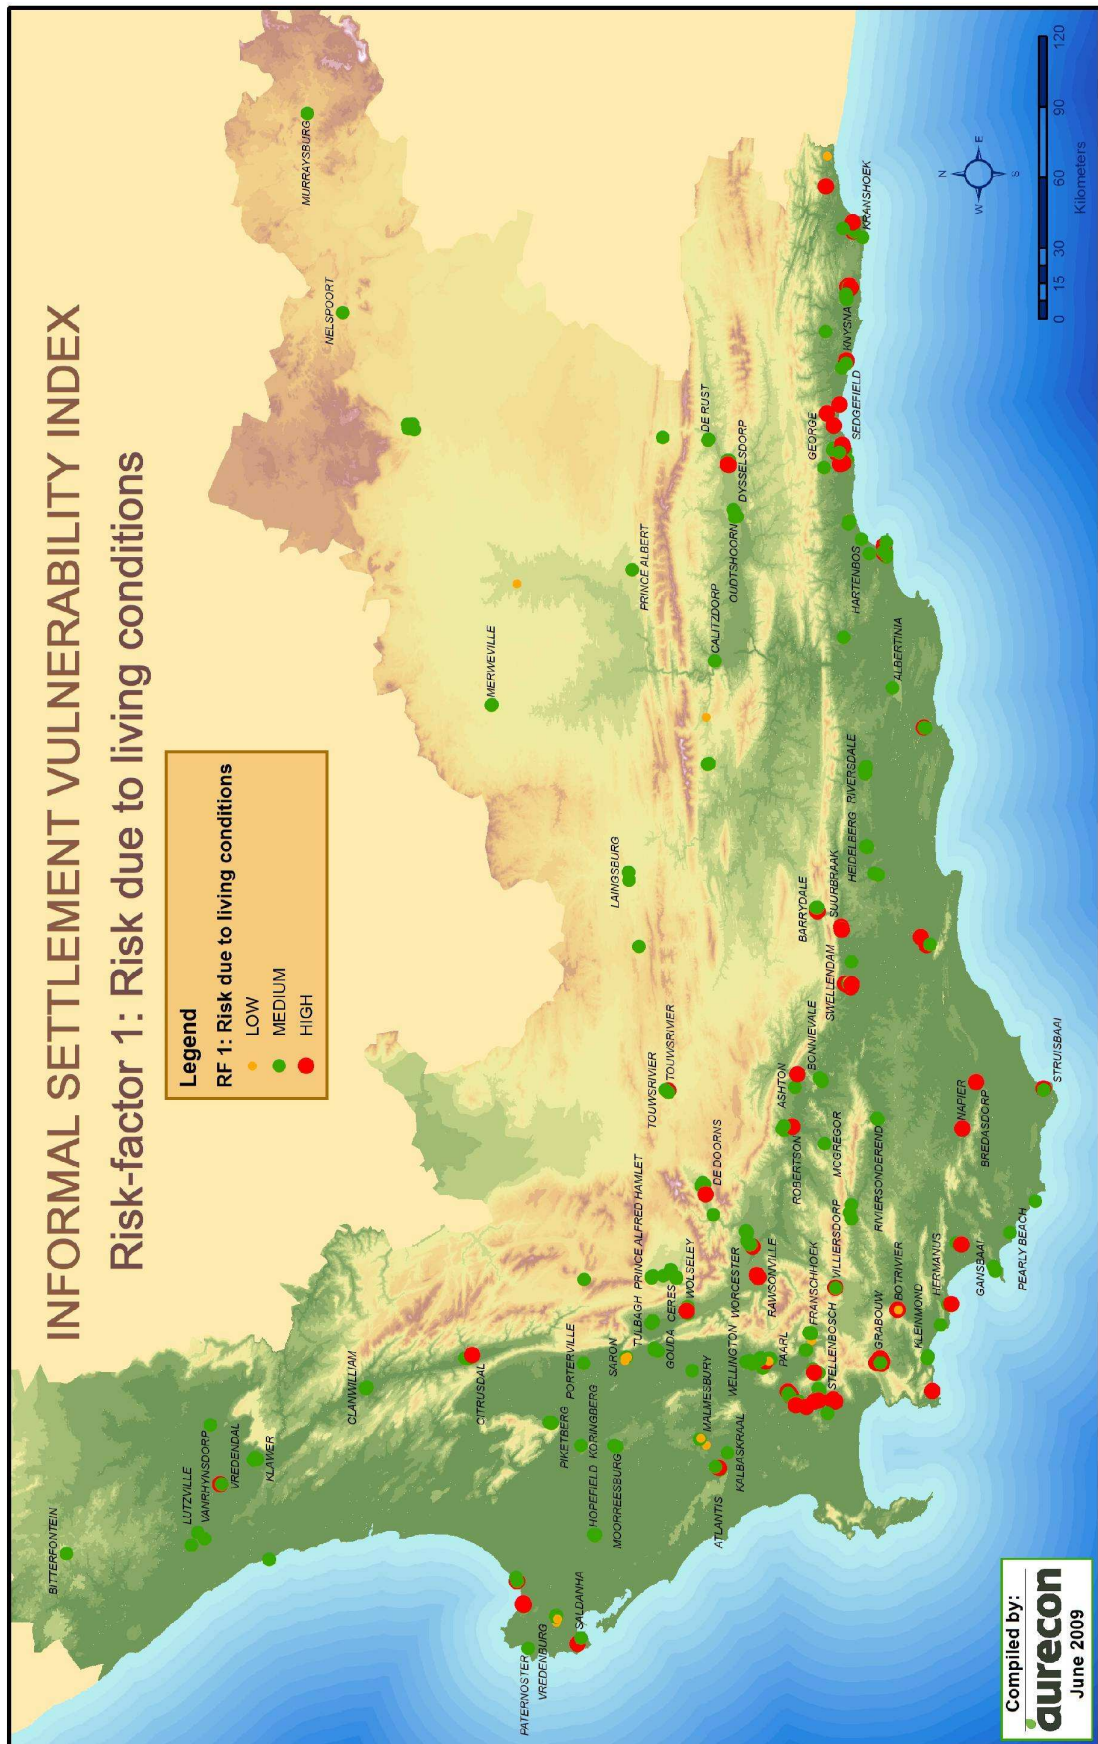 INFORMAL SETTLEMENT VULNERABILITY INDEX
Risk-factor 1: Risk due to living conditions
Legend
RF 1: Risk due to living conditions
LOW
MEDIUM
HIGH
BITTERFONTEIN
LUTZVILLE
VANRHYNSDORP
VREDENDAL
KLAWER
CLANWILLIAM
CITRUSDAL
MURRAYSBURG
NELSPOORT
MERWEVILLE
PRINCE ALBERT
LAINGSBURG
DE RUST
DYSSELSDORP
OUDTSHOORN
CALITZDORP
PATERNOSTER
VREDENBURG
SALDANHA
HOPEFIELD
KORINGBERG
MOORREESBURG
PIKETBERG
PORTERVILLE
SARON
TULBAGH
GOUDA
PRINCE ALFRED HAMLET
CERES
WOLSELEY
TOUWSRIVIER
TOUWSRIVIER
DE DOORNS
WORCESTER
RAWSONVILLE
MALMESBURY
ATLANTIS
KALBASKRAAL
WELLINGTON
PAARL
FRANSCHHOEK
STELLENBOSCH
VILLIERSDORP
GRABOUW
BOTRIVIER
KLEINMOND
HERMANUS
GANSBAAI
PEARLY BEACH
RIVIERSONDEREND
ROBERTSON
MCGREGOR
ASHTON
BONNIEVALE
NAPIER
BREDASDORP
STRUISBAAI
SWELLENDAM
BARRYDALE
SUURBRAAK
HEIDELBERG
RIVERSDALE
ALBERTINIA
HARTENBOS
GEORGE
SEDGEFIELD
KNYSNA
KRANSHOEK
N
W
E
S
0 15 30 60 90 120
Kilometers
Compiled by:
aurecon
June 2009